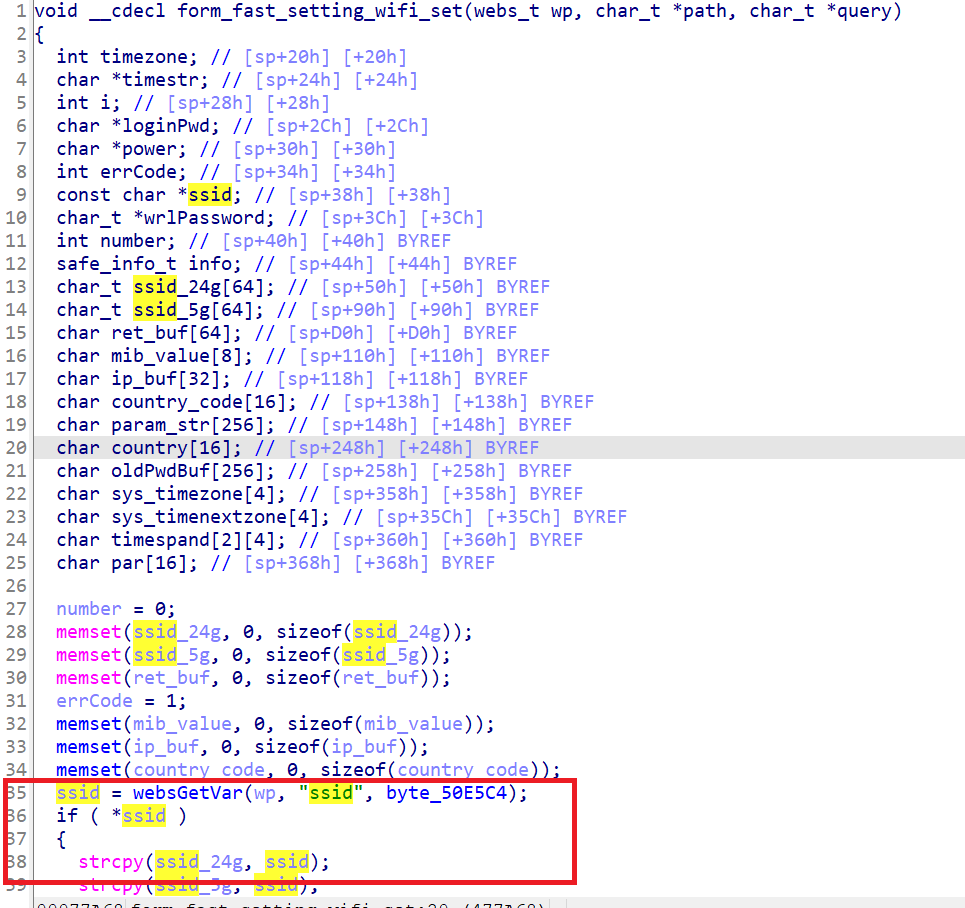 1 void __cdecl form_fast_setting_wifi_set(webs_t wp, char_t *path, char_t *query)
2 {
3 int timezone; // [sp+20h] [+20h]
4 char *timestr; // [sp+24h] [+24h]
5 int i; // [sp+28h] [+28h]
6 char *loginPwd; // [sp+2Ch] [+2Ch]
7 char *power; // [sp+30h] [+30h]
8 int errCode; // [sp+34h] [+34h]
9 const char *ssid; // [sp+38h] [+38h]
10 char_t *wrlPassword; // [sp+3Ch] [+3Ch]
11 int number; // [sp+40h] [+40h] BYREF
12 safe_info_t info; // [sp+44h] [+44h] BYREF
13 char_t ssid_24g[64]; // [sp+50h] [+50h] BYREF
14 char_t ssid_5g[64]; // [sp+90h] [+90h] BYREF
15 char ret_buf[64]; // [sp+D0h] [+D0h] BYREF
16 char mib_value[8]; // [sp+110h] [+110h] BYREF
17 char ip_buf[32]; // [sp+118h] [+118h] BYREF
18 char country_code[16]; // [sp+138h] [+138h] BYREF
19 char param_str[256]; // [sp+148h] [+148h] BYREF
20 char country[16]; // [sp+248h] [+248h] BYREF
21 char oldPwdBuf[256]; // [sp+258h] [+258h] BYREF
22 char sys_timezone[4]; // [sp+358h] [+358h] BYREF
23 char sys_timenextzone[4]; // [sp+35Ch] [+35Ch] BYREF
24 char timespand[2][4]; // [sp+360h] [+360h] BYREF
25 char par[16]; // [sp+368h] [+368h] BYREF
26
27 number = 0;
28 memset(ssid_24g, 0, sizeof(ssid_24g));
29 memset(ssid_5g, 0, sizeof(ssid_5g));
30 memset(ret_buf, 0, sizeof(ret_buf));
31 errCode = 1;
32 memset(mib_value, 0, sizeof(mib_value));
33 memset(ip_buf, 0, sizeof(ip_buf));
34 memset(country_code, 0, sizeof(country_code));
35 ssid = websGetVar(wp, "ssid", byte_50E5C4);
36 if ( *ssid )
37 {
38 strcpy(ssid_24g, ssid);
39 strcpy(ssid_5g, ssid);